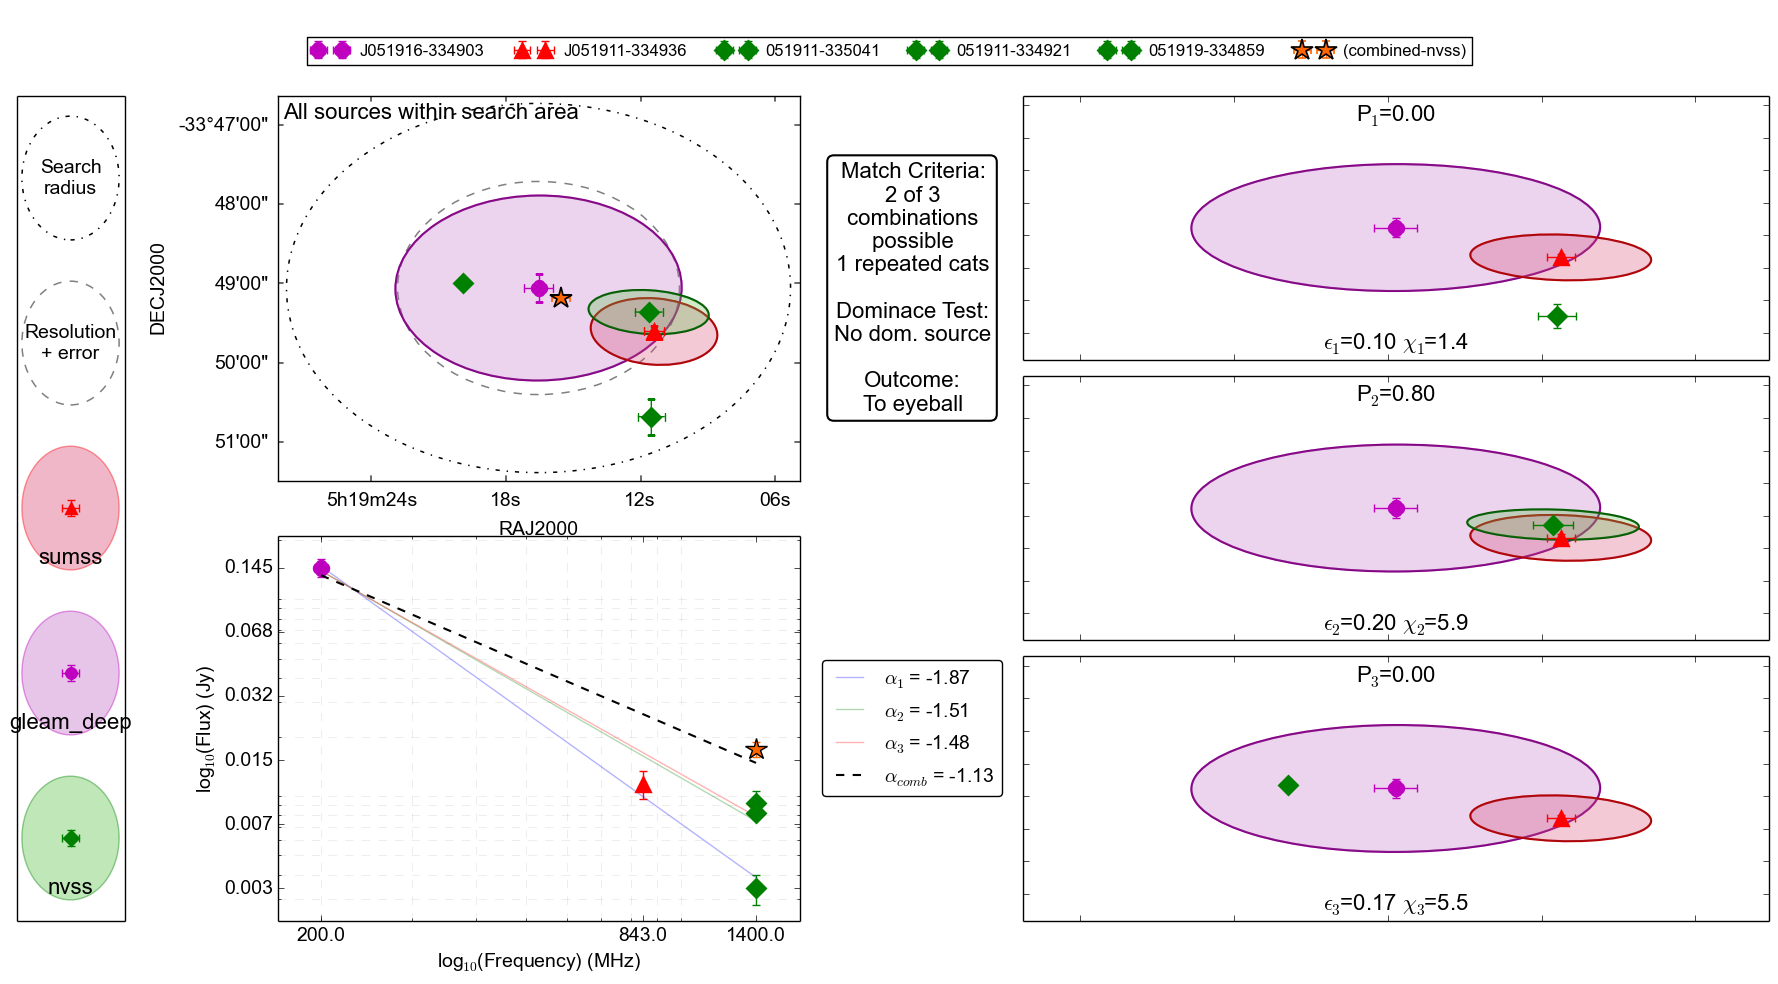 J051916-334903 J051911-334936 051911-335041 051911-334921 051919-334859 (combined-nvss)
Search
radius
Resolution
+ error
sumss
gleam_deep
nvss
All sources within search area
DECJ2000
-33°47'00"
48'00"
49'00"
50'00"
51'00"
5h19m24s 18s 12s 06s
RAJ2000
Match Criteria:
2 of 3
combinations
possible
1 repeated cats
Dominace Test:
No dom. source
Outcome:
To eyeball
log₁₀(Flux) (Jy)
0.145
0.068
0.032
0.015
0.007
0.003
200.0 843.0 1400.0
log₁₀(Frequency) (MHz)
α₁ = -1.87
α₂ = -1.51
α₃ = -1.48
α_comb = -1.13
P₁=0.00
ϵ₁=0.10 χ₁=1.4
P₂=0.80
ϵ₂=0.20 χ₂=5.9
P₃=0.00
ϵ₃=0.17 χ₃=5.5